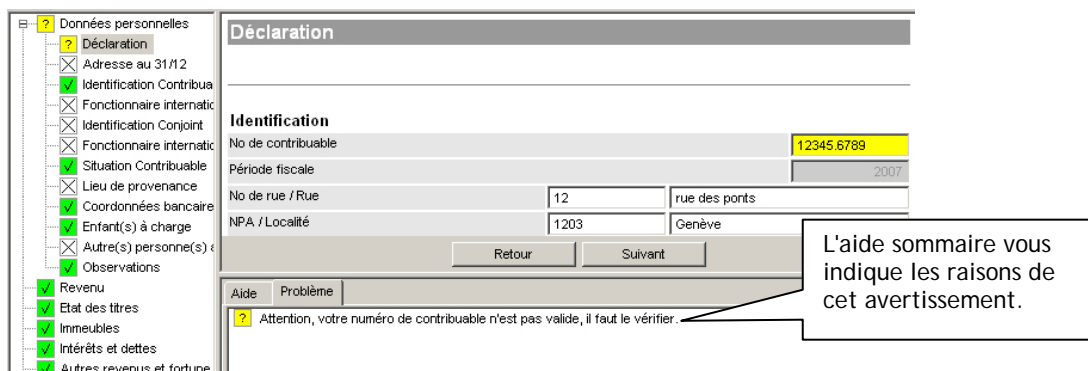 Données personnelles
Déclaration
Adresse au 31/12
Identification Contribua
Fonctionnaire internatic
Identification Conjoint
Fonctionnaire internatic
Situation Contribuable
Lieu de provenance
Coordonnées bancaire
Enfant(s) à charge
Autre(s) personne(s) a
Observations
Revenu
Etat des titres
Immeubles
Intérêts et dettes
Autres revenus et fortune
Déclaration
Identification
No de contribuable 12345.6789
Période fiscale 2007
No de rue / Rue 12 rue des ponts
NPA / Localité 1203 Genève
Retour Suivant
Aide Problème
? Attention, votre numéro de contribuable n'est pas valide, il faut le vérifier.
L'aide sommaire vous
indique les raisons de
cet avertissement.